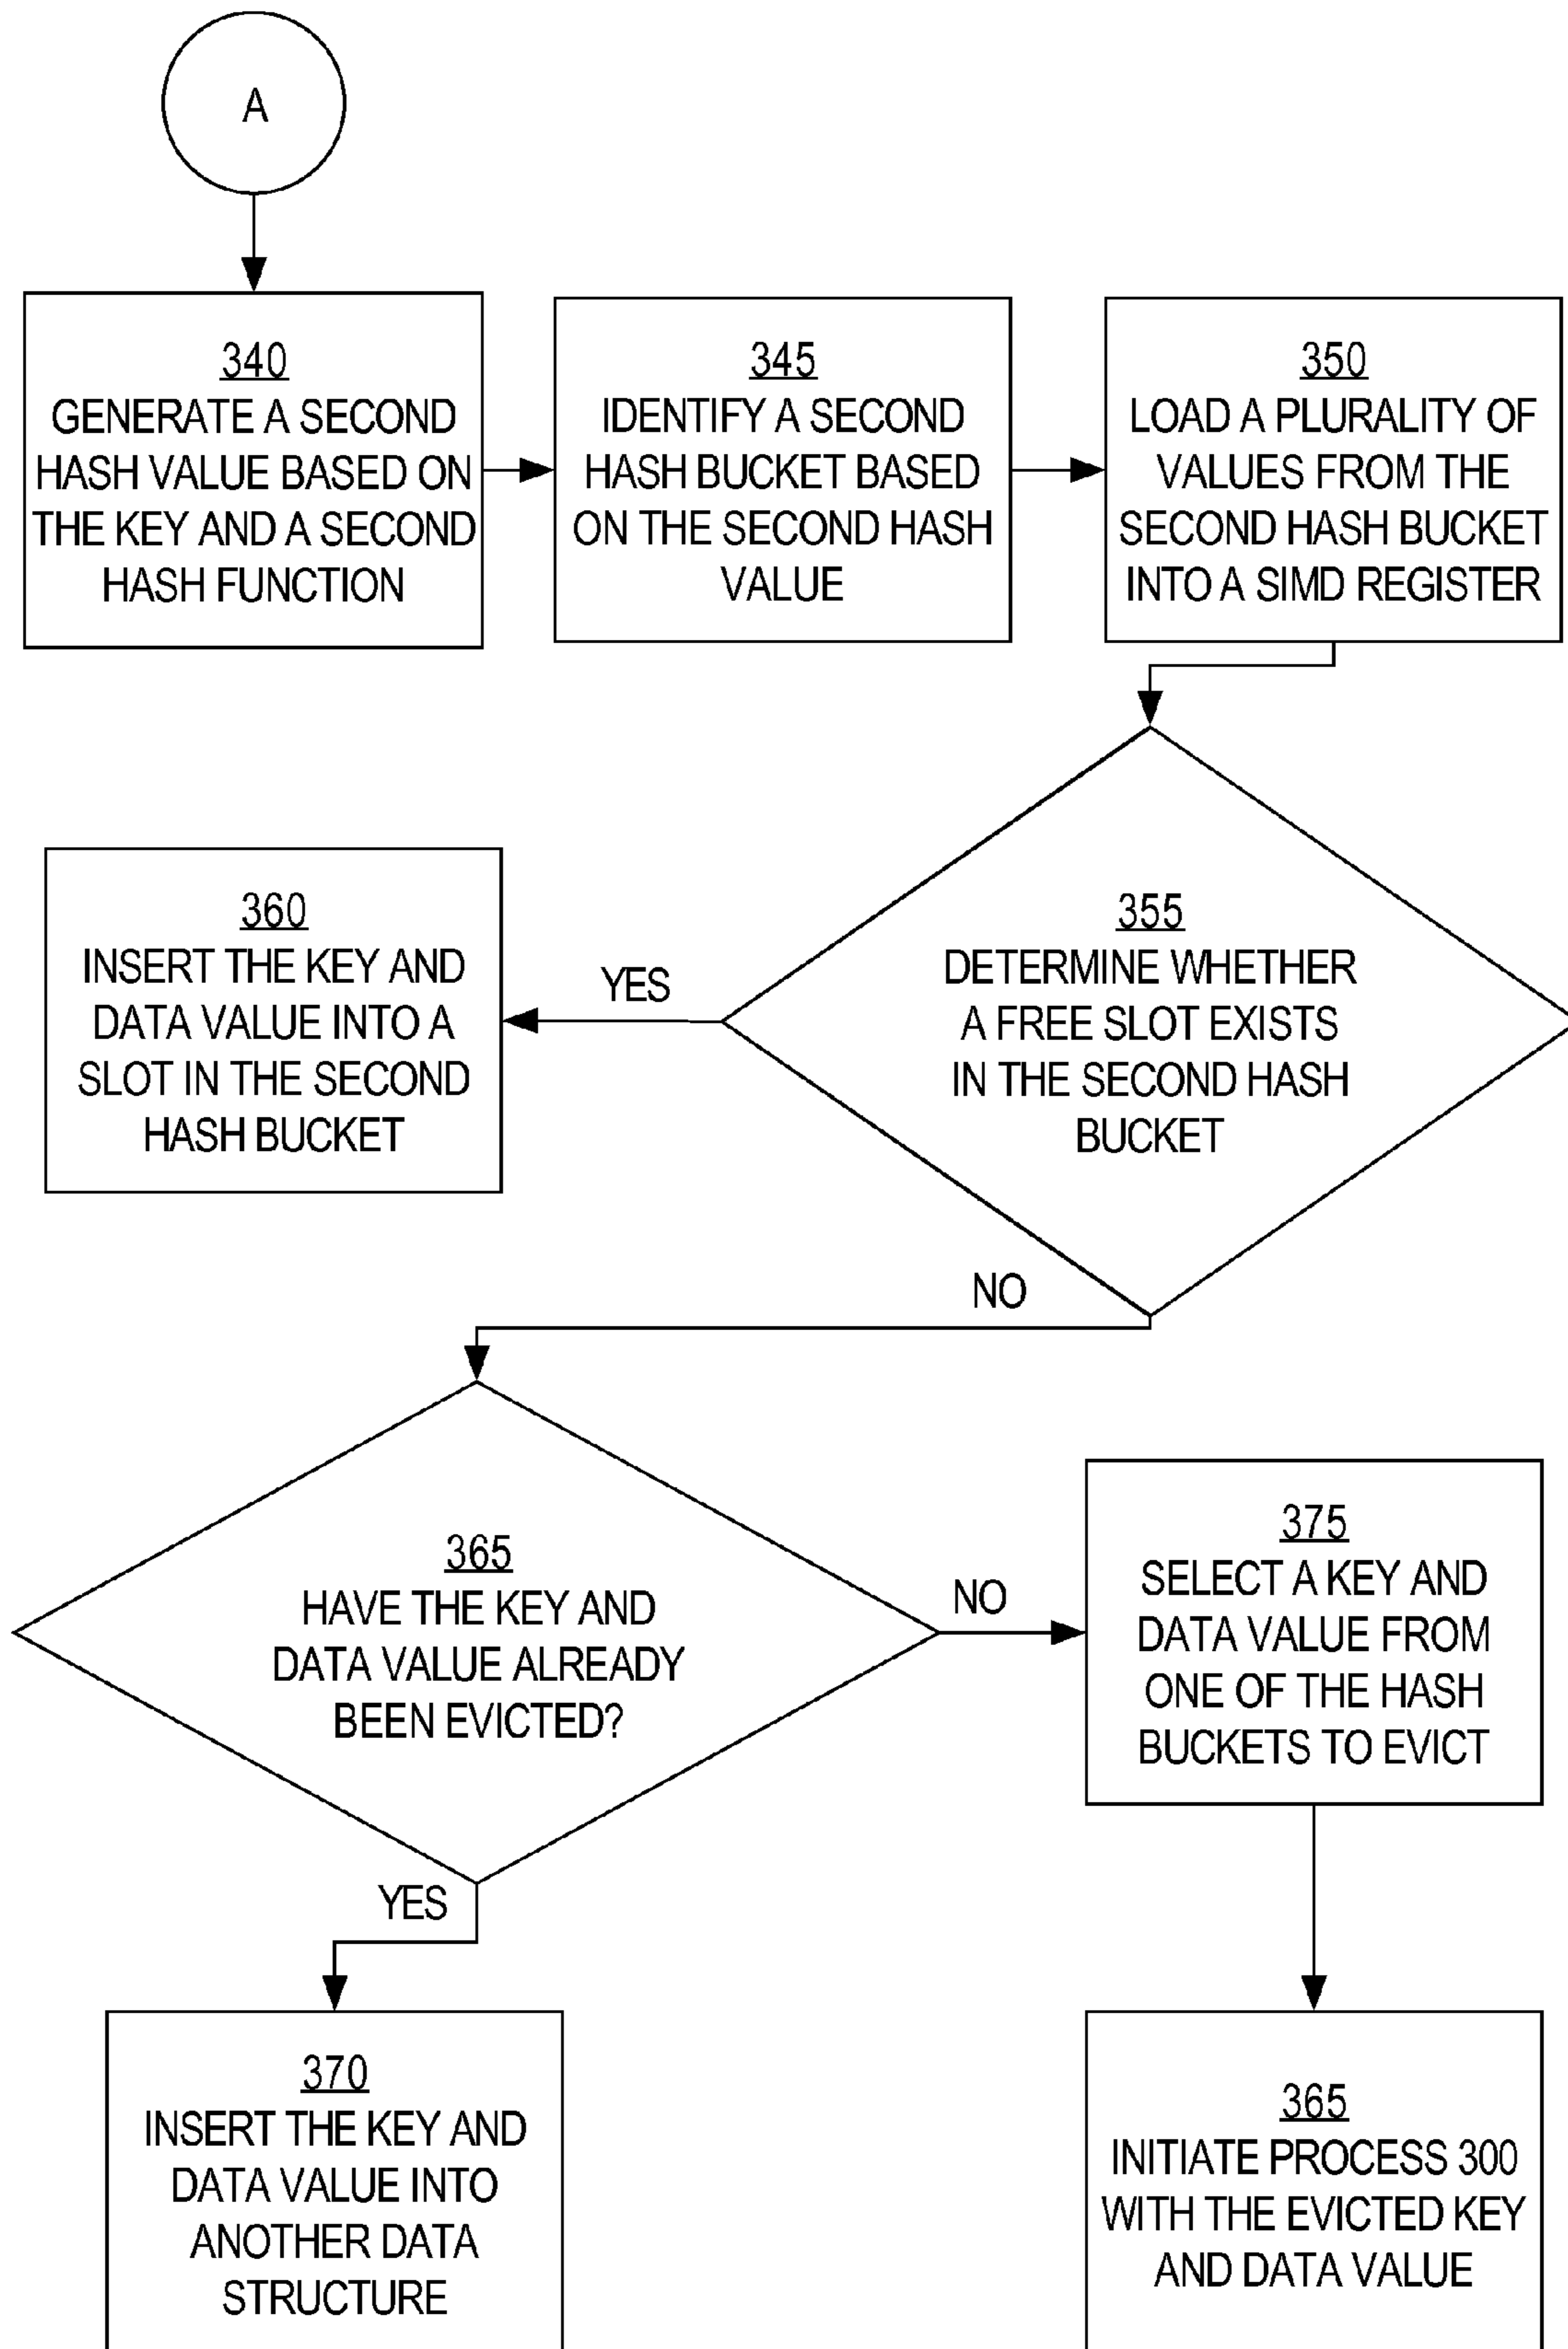 A
340
GENERATE A SECOND
HASH VALUE BASED ON
THE KEY AND A SECOND
HASH FUNCTION
345
IDENTIFY A SECOND
HASH BUCKET BASED
ON THE SECOND HASH
VALUE
350
LOAD A PLURALITY OF
VALUES FROM THE
SECOND HASH BUCKET
INTO A SIMD REGISTER
355
DETERMINE WHETHER
A FREE SLOT EXISTS
IN THE SECOND HASH
BUCKET
YES
360
INSERT THE KEY AND
DATA VALUE INTO A
SLOT IN THE SECOND
HASH BUCKET
NO
365
HAVE THE KEY AND
DATA VALUE ALREADY
BEEN EVICTED?
NO
375
SELECT A KEY AND
DATA VALUE FROM
ONE OF THE HASH
BUCKETS TO EVICT
YES
370
INSERT THE KEY AND
DATA VALUE INTO
ANOTHER DATA
STRUCTURE
365
INITIATE PROCESS 300
WITH THE EVICTED KEY
AND DATA VALUE